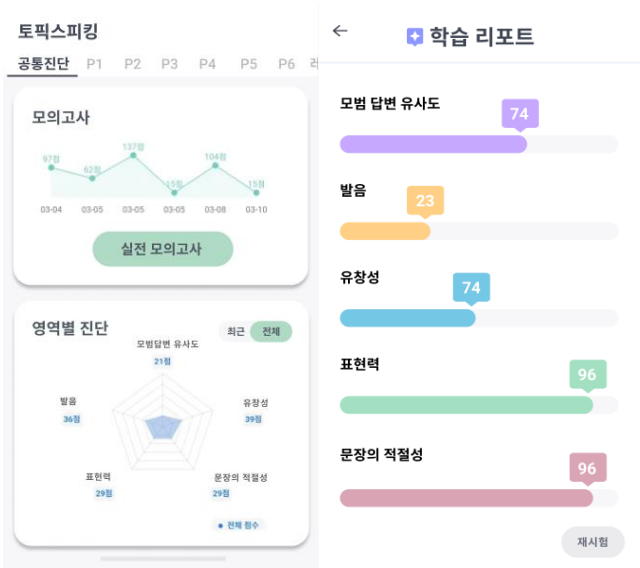 토픽스피킹
공통진단 P1 P2 P3 P4 P5 P6
모의고사
97점 62점 137점 15점 104점 15점
03-04 03-05 03-05 03-05 03-08 03-10
실전 모의고사
영역별 진단
최근 전체
모범답변 유사도
21점
발음
36점
유창성
39점
표현력
29점
문장의 적절성
29점
전체 점수
학습 리포트
모범 답변 유사도
74
발음
23
유창성
74
표현력
96
문장의 적절성
96
재시험